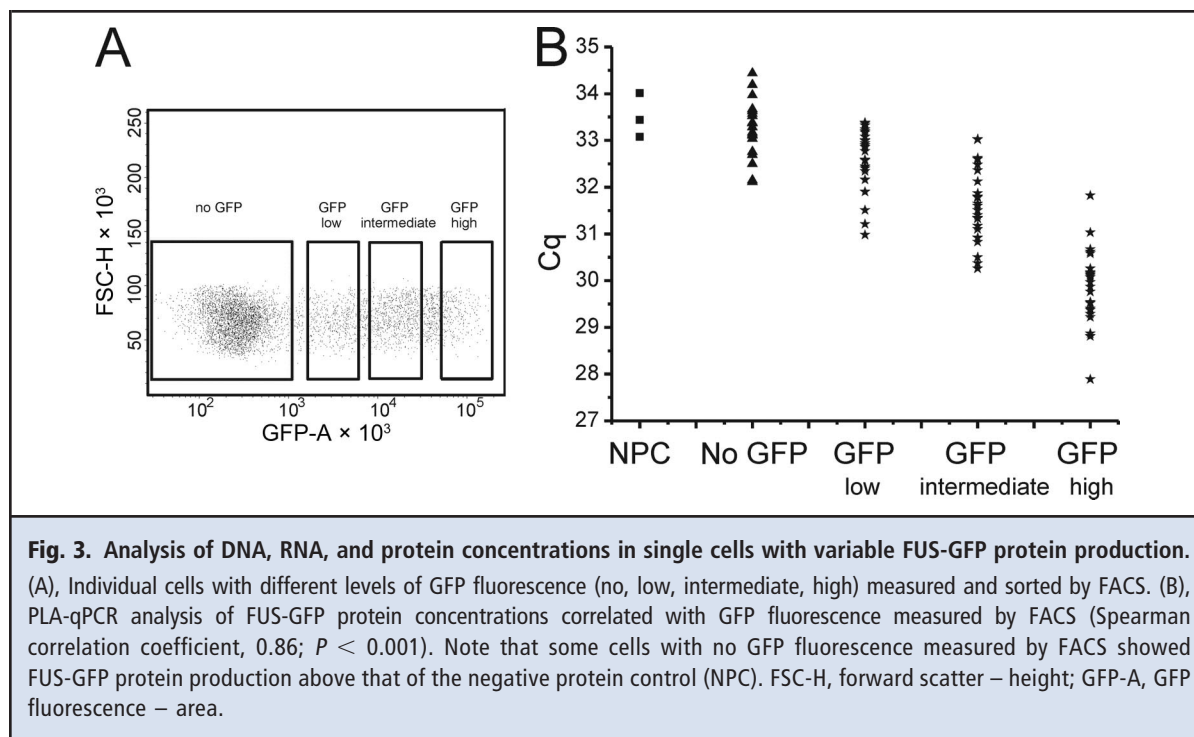 A
FSC-H × 10³
250
200
150
100
50
no GFP
GFP
low
GFP
intermediate
GFP
high
10² 10³ 10⁴ 10⁵
GFP-A × 10³
B
Cq
35
34
33
32
31
30
29
28
27
NPC No GFP GFP GFP GFP
low intermediate high
Fig. 3. Analysis of DNA, RNA, and protein concentrations in single cells with variable FUS-GFP protein production.
(A), Individual cells with different levels of GFP fluorescence (no, low, intermediate, high) measured and sorted by FACS. (B),
PLA-qPCR analysis of FUS-GFP protein concentrations correlated with GFP fluorescence measured by FACS (Spearman
correlation coefficient, 0.86; P < 0.001). Note that some cells with no GFP fluorescence measured by FACS showed
FUS-GFP protein production above that of the negative protein control (NPC). FSC-H, forward scatter – height; GFP-A, GFP
fluorescence – area.